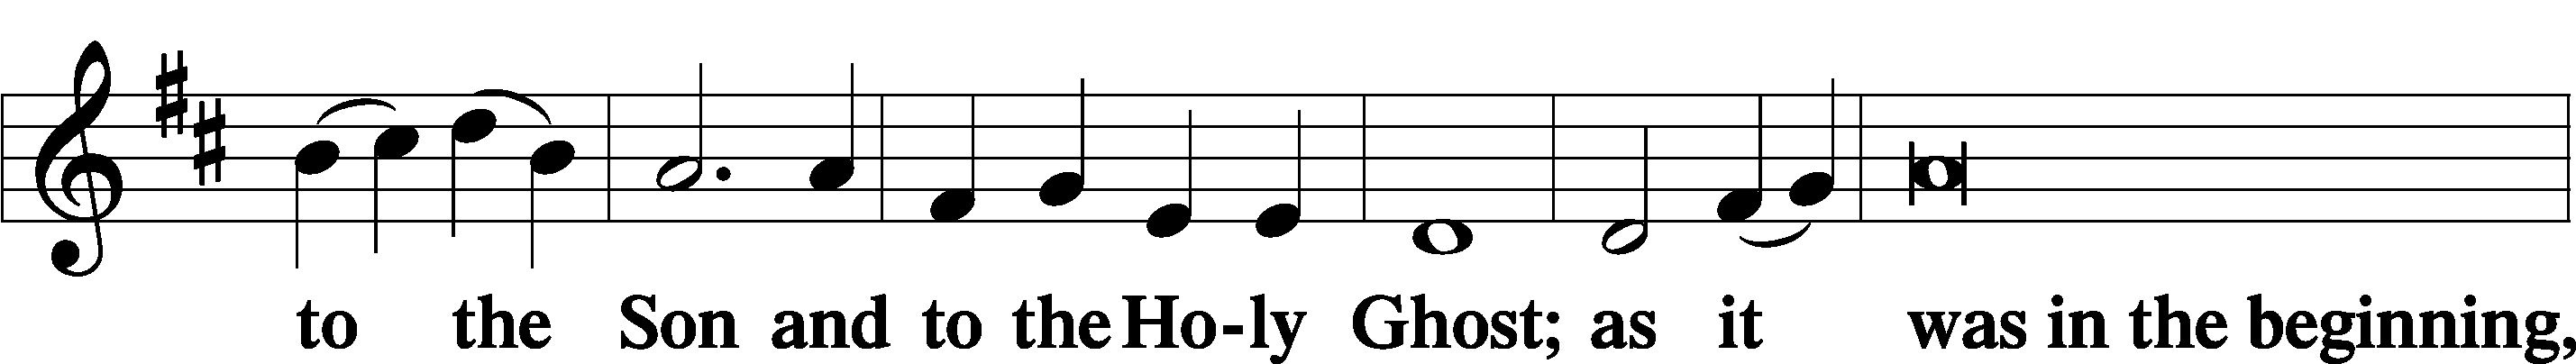 to the Son and to the Ho-ly Ghost; as it was in the beginning,